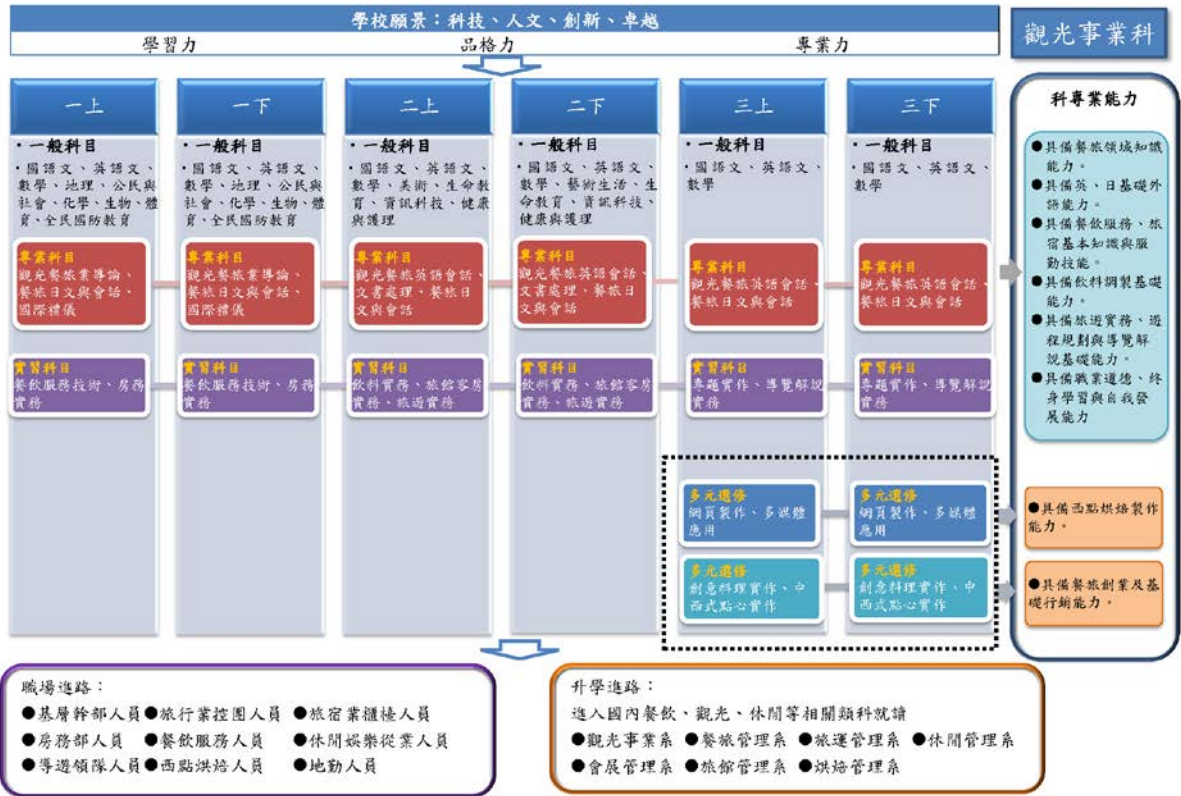 學校願景：科技、人文、創新、卓越
學習力
品格力
專業力
觀光事業科
一上
・一般科目
・國語文、英語文、
數學、地理、公民與
社會、化學、生物、體
育、全民國防教育
專業科目
觀光餐旅業導論、
餐旅日文與會話、
國際禮儀
實習科目
餐飲服務技術、房務
實務
一下
・一般科目
・國語文、英語文、
數學、地理、公民與
社會、化學、生物、體
育、全民國防教育
專業科目
觀光餐旅業導論、
餐旅日文與會話、
國際禮儀
實習科目
餐飲服務技術、房務
實務
二上
・一般科目
・國語文、英語文、
數學、美術、生命教
育、資訊科技、健康
與護理
專業科目
觀光餐旅英語會話、
文書處理、餐旅日
文與會話
實習科目
飲料實務、旅館客房
實務、旅遊實務
二下
・一般科目
・國語文、英語文、
數學、藝術生活、生
命教育、資訊科技、
健康與護理
專業科目
觀光餐旅英語會話、
文書處理、餐旅日
文與會話
實習科目
飲料實務、旅館客房
實務、旅遊實務
三上
・一般科目
・國語文、英語文、
數學
專業科目
觀光餐旅英語會話、
餐旅日文與會話
實習科目
專題實作、導覽解說
實務
多元選修
網頁製作、多媒體
應用
多元選修
創意料理實作、中
西式點心實作
三下
・一般科目
・國語文、英語文、
數學
專業科目
觀光餐旅英語會話、
餐旅日文與會話
實習科目
專題實作、導覽解說
實務
多元選修
網頁製作、多媒體
應用
多元選修
創意料理實作、中
西式點心實作
科專業能力
●具備餐旅領域知識
能力。
●具備英、日基礎外
語能力。
●具備餐飲服務、旅
宿基本知識與服
勤技能。
●具備飲料調製基礎
能力。
●具備旅遊實務、遊
程規劃與導覽解
說基礎能力。
●具備職業道德、終
身學習與自我發
展能力
●具備西點烘焙製作
能力。
●具備餐旅創業及基
礎行銷能力。
職場進路：
●基層幹部人員●旅行業控團人員 ●旅宿業櫃檯人員
●房務部人員 ●餐飲服務人員 ●休閒娛樂從業人員
●導遊領隊人員●西點烘焙人員 ●地勤人員
升學進路：
進入國內餐飲、觀光、休閒等相關類科就讀
●觀光事業系 ●餐旅管理系 ●旅運管理系 ●休閒管理系
●會展管理系 ●旅館管理系 ●烘焙管理系